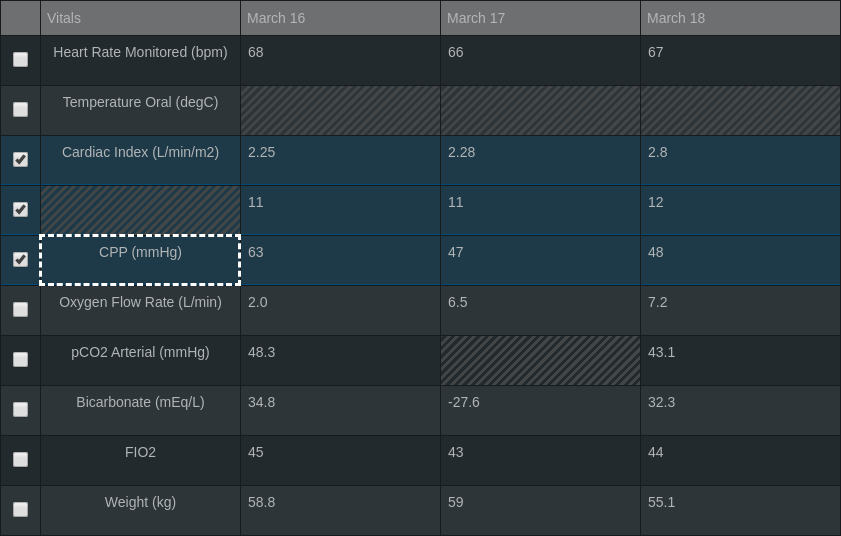 Vitals March 16 March 17 March 18
Heart Rate Monitored (bpm) 68 66 67
Temperature Oral (degC)
Cardiac Index (L/min/m2) 2.25 2.28 2.8
11 11 12
CPP (mmHg) 63 47 48
Oxygen Flow Rate (L/min) 2.0 6.5 7.2
pCO2 Arterial (mmHg) 48.3 43.1
Bicarbonate (mEq/L) 34.8 -27.6 32.3
FIO2 45 43 44
Weight (kg) 58.8 59 55.1